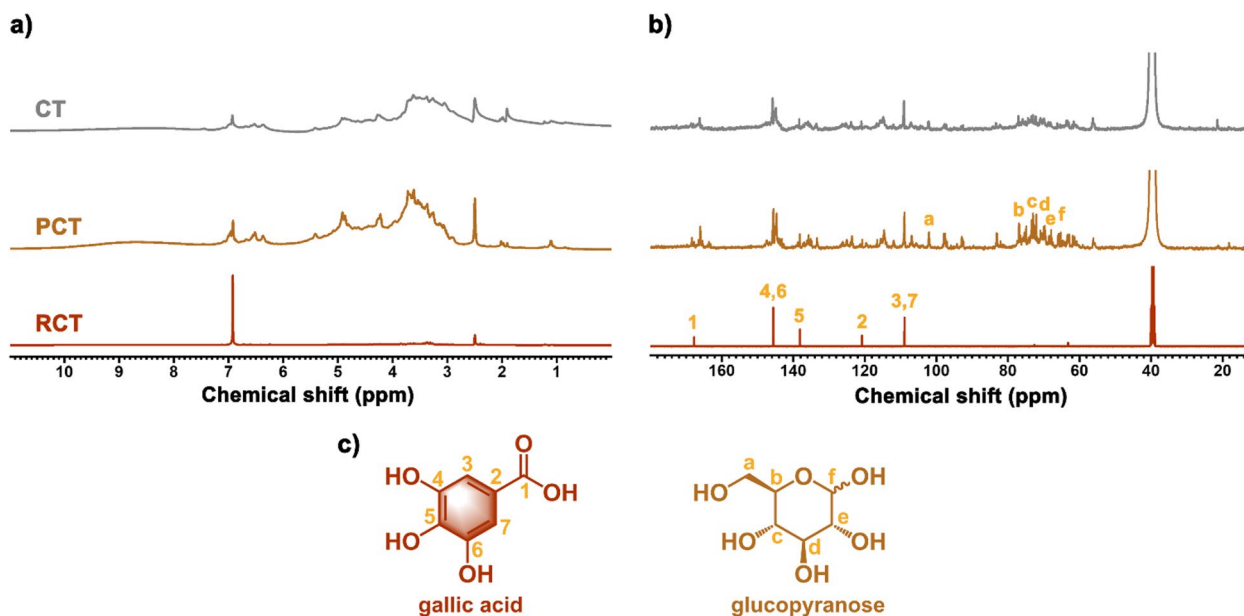 a)
CT
PCT
RCT
10 9 8 7 6 5 4 3 2 1
Chemical shift (ppm)
b)
a
b
c
d
e
f
1
4,6
5
2
3,7
160 140 120 100 80 60 40 20
Chemical shift (ppm)
c)
O
HO
3
2
1
OH
4
5
HO
6
7
OH
gallic acid
a
HO
b
O
f
OH
HO
c
d
e
OH
OH
glucopyranose